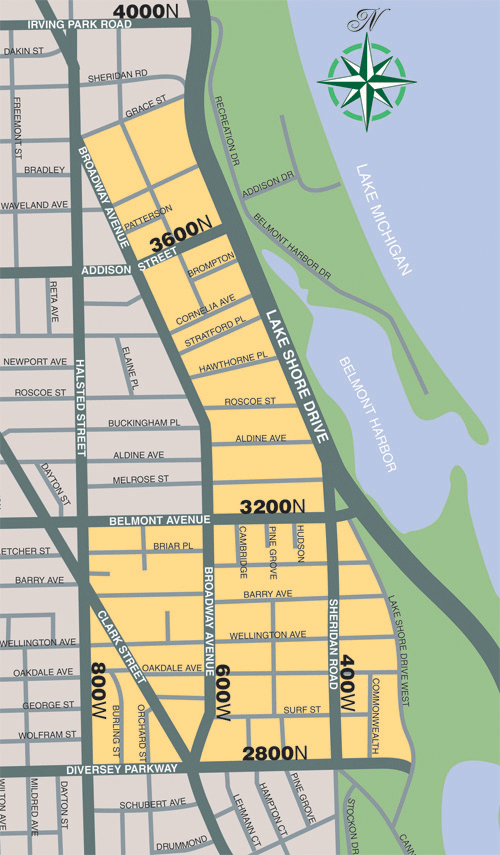 4000N
IRVING PARK ROAD
N
DAKIN ST
SHERIDAN RD
GRACE ST
FREEMONT ST
RECREATION DR
BRADLEY
BROADWAY AVENUE
ADDISON DR
LAKE MICHIGAN
WAVELAND AVE
PATTERSON
3600N
BELMONT HARBOR DR
ADDISON STREET
BROMPTON
RETA AVE
CORNELIA AVE
STRATFORD PL
LAKE SHORE DRIVE
ELAINE PL
HAWTHORNE PL
NEWPORT AVE
HALSTED STREET
BELMONT HARBOR
ROSCOE ST
ROSCOE ST
BUCKINGHAM PL
ALDINE AVE
ALDINE AVE
DAYTON ST
MELROSE ST
3200N
BELMONT AVENUE
CAMBRIDGE
PINE GROVE
HUDSON
LETCHER ST
BRIAR PL
BARRY AVE
BROADWAY AVENUE
BARRY AVE
SHERIDAN ROAD
LAKE SHORE DRIVE WEST
CLARK STREET
WELLINGTON AVE
WELLINGTON AVE
OAKDALE AVE
OAKDALE AVE
800W
600W
400W
COMMONWEALTH
GEORGE ST
BURLING ST
ORCHARD ST
SURF ST
WOLFRAM ST
2800N
DIVERSEY PARKWAY
WILTON AVE
MILDRED AVE
DAYTON ST
SCHUBERT AVE
LEHMANN CT
HAMPTON CT
PINE GROVE
STOCKON DR
CANN
DRUMMOND